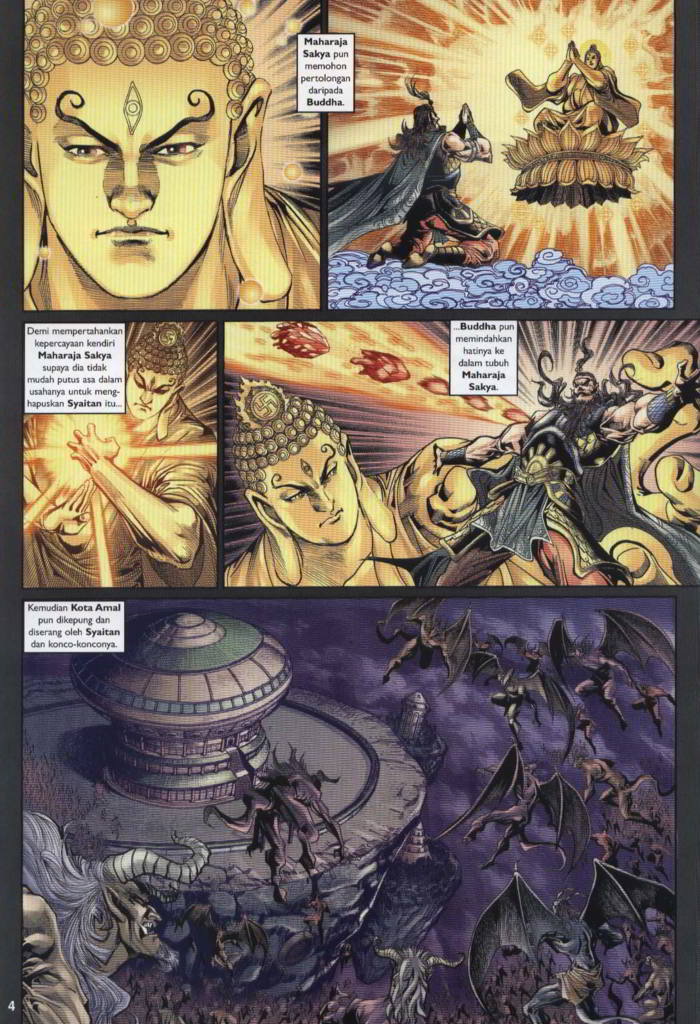 Maharaja
Sakya pun
memohon
pertolongan
daripada
Buddha.
Demi mempertahankan
kepercayaan kendiri
Maharaja Sakya
supaya dia tidak
mudah putus asa dalam
usahanya untuk meng-
hapuskan Syaitan itu...
...Buddha pun
memindahkan
hatinya ke
dalam tubuh
Maharaja
Sakya.
Kemudian Kota Amal
pun dikepung dan
diserang oleh Syaitan
dan konco-konconya.
4